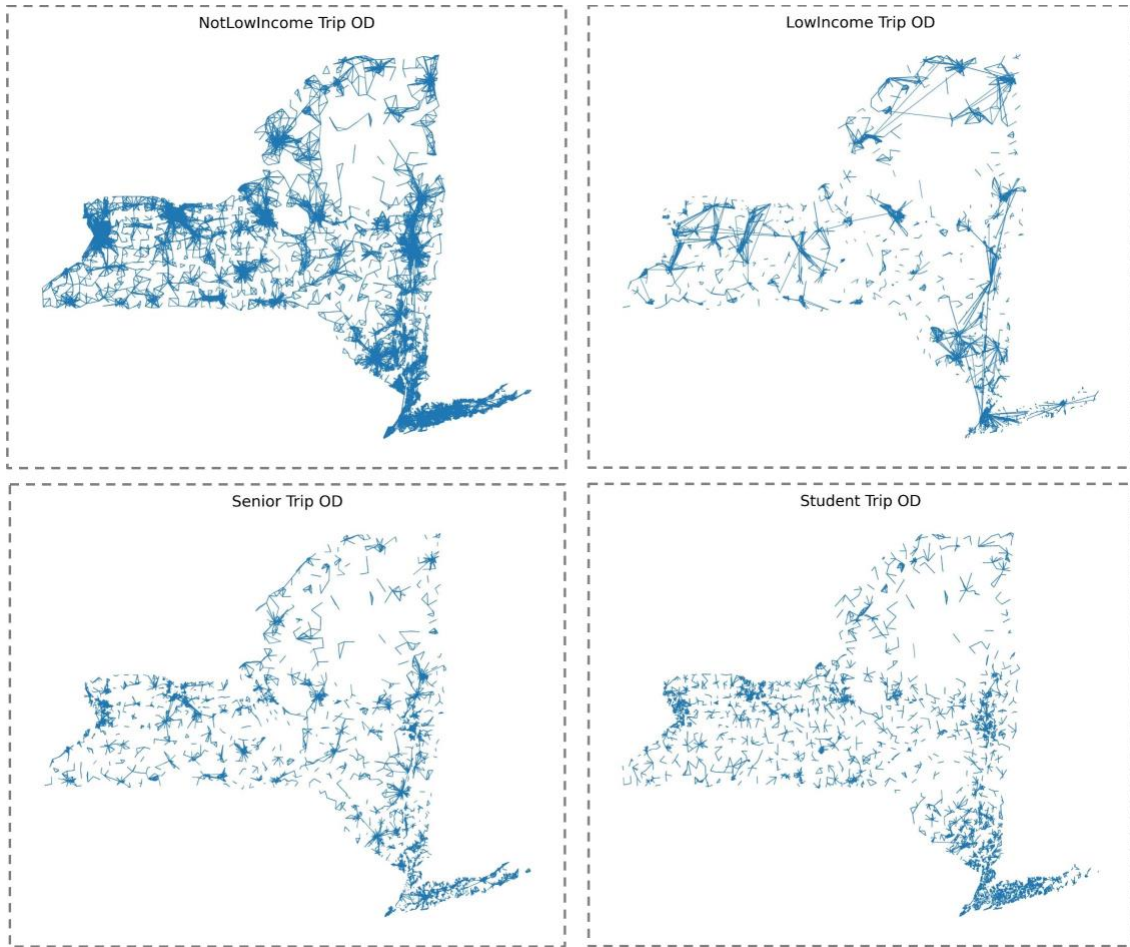 NotLowIncome Trip OD
LowIncome Trip OD
Senior Trip OD
Student Trip OD